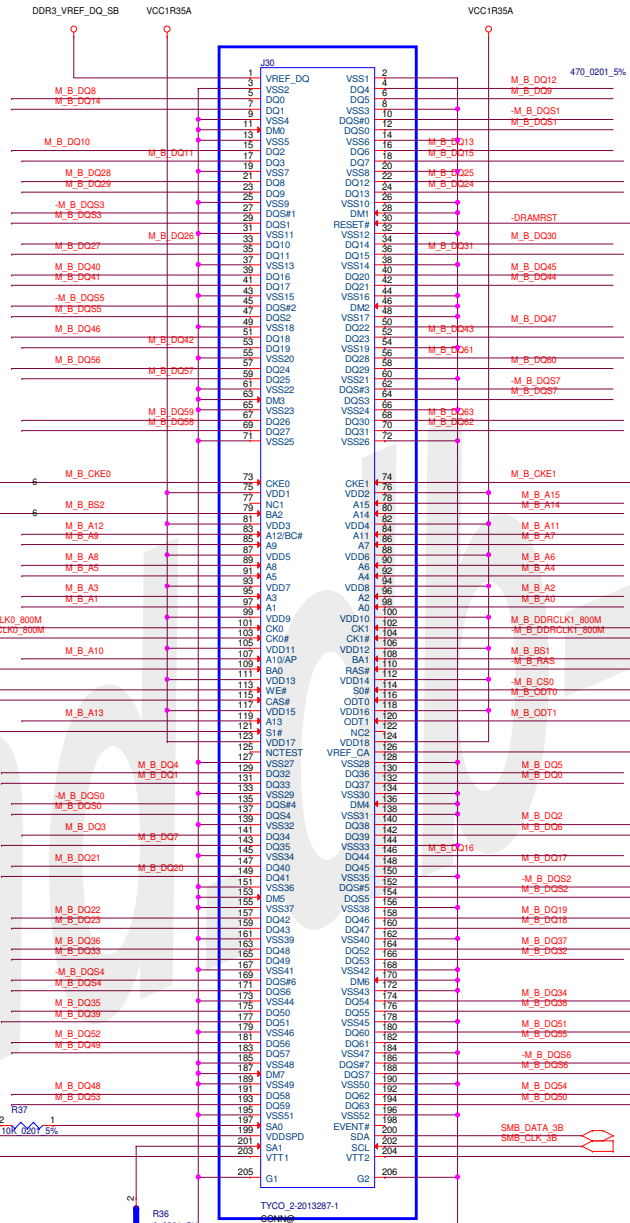 DDR3_VREF_DQ_SB VCC1R35A VCC1R35A
J30
470_0201_5%
1 VREF_DQ VSS1 2
M_B_DQ8 3 VSS2 DQ4 4 M_B_DQ12
M_B_DQ14 5 DQ0 DQ5 6 M_B_DQ9
7 DQ1 VSS3 8
9 VSS4 DQS#0 10 -M_B_DQS1
11 DM0 DQS0 12 M_B_DQS1
13 VSS5 VSS6 14
M_B_DQ10 15 DQ2 DQ6 16 M_B_DQ13
M_B_DQ11 17 DQ3 DQ7 18 M_B_DQ15
19 VSS7 VSS8 20
M_B_DQ28 21 DQ8 DQ12 22 M_B_DQ25
M_B_DQ29 23 DQ9 DQ13 24 M_B_DQ24
25 VSS9 VSS10 26
-M_B_DQS3 27 DQS#1 DM1 28
M_B_DQS3 29 DQS1 RESET# 30 -DRAMRST
31 VSS11 VSS12 32
M_B_DQ26 33 DQ10 DQ14 34 M_B_DQ30
M_B_DQ27 35 DQ11 DQ15 36 M_B_DQ31
37 VSS13 VSS14 38
M_B_DQ40 39 DQ16 DQ20 40 M_B_DQ45
M_B_DQ41 41 DQ17 DQ21 42 M_B_DQ44
43 VSS15 VSS16 44
-M_B_DQS5 45 DQS#2 DM2 46
M_B_DQS5 47 DQS2 VSS17 48
49 VSS18 DQ22 50 M_B_DQ47
M_B_DQ46 51 DQ18 DQ23 52 M_B_DQ43
M_B_DQ42 53 DQ19 VSS19 54
55 VSS20 DQ28 56 M_B_DQ61
M_B_DQ56 57 DQ24 DQ29 58 M_B_DQ60
M_B_DQ57 59 DQ25 VSS21 60
61 VSS22 DQS#3 62 -M_B_DQS7
63 DM3 DQS3 64 M_B_DQS7
65 VSS23 VSS24 66
M_B_DQ59 67 DQ26 DQ30 68 M_B_DQ63
M_B_DQ58 69 DQ27 DQ31 70 M_B_DQ62
71 VSS25 VSS26 72
6 M_B_CKE0 73 CKE0 CKE1 74 M_B_CKE1
75 VDD1 VDD2 76
77 NC1 A15 78 M_B_A15
6 M_B_BS2 79 BA2 A14 80 M_B_A14
81 VDD3 VDD4 82
M_B_A12 83 A12/BC# A11 84 M_B_A11
M_B_A9 85 A9 A7 86 M_B_A7
87 VDD5 VDD6 88
M_B_A8 89 A8 A6 90 M_B_A6
M_B_A5 91 A5 A4 92 M_B_A4
93 VDD7 VDD8 94
M_B_A3 95 A3 A2 96 M_B_A2
M_B_A1 97 A1 A0 98 M_B_A0
99 VDD9 VDD10 100
LK0_800M 101 CK0 CK1 102 M_B_DDRCLK1_800M
CLK0_800M 103 CK0# CK1# 104 -M_B_DDRCLK1_800M
105 VDD11 VDD12 106
M_B_A10 107 A10/AP BA1 108 M_B_BS1
109 BA0 RAS# 110 -M_B_RAS
111 VDD13 VDD14 112
113 WE# S0# 114 -M_B_CS0
115 CAS# ODT0 116 M_B_ODT0
117 VDD15 VDD16 118
M_B_A13 119 A13 ODT1 120 M_B_ODT1
121 S1# NC2 122
123 VDD17 VDD18 124
125 NCTEST VREF_CA 126
127 VSS27 VSS28 128
M_B_DQ4 129 DQ32 DQ36 130 M_B_DQ5
M_B_DQ1 131 DQ33 DQ37 132 M_B_DQ0
133 VSS29 VSS30 134
-M_B_DQS0 135 DQS#4 DM4 136
M_B_DQS0 137 DQS4 VSS31 138
139 VSS32 DQ38 140 M_B_DQ2
M_B_DQ3 141 DQ34 DQ39 142 M_B_DQ6
M_B_DQ7 143 DQ35 VSS33 144
145 VSS34 DQ44 146 M_B_DQ16
M_B_DQ21 147 DQ40 DQ45 148 M_B_DQ17
M_B_DQ20 149 DQ41 VSS35 150
151 VSS36 DQS#5 152 -M_B_DQS2
153 DM5 DQS5 154 M_B_DQS2
155 VSS37 VSS38 156
M_B_DQ22 157 DQ42 DQ46 158 M_B_DQ19
M_B_DQ23 159 DQ43 DQ47 160 M_B_DQ18
161 VSS39 VSS40 162
M_B_DQ36 163 DQ48 DQ52 164 M_B_DQ37
M_B_DQ33 165 DQ49 DQ53 166 M_B_DQ32
167 VSS41 VSS42 168
-M_B_DQS4 169 DQS#6 DM6 170
M_B_DQS4 171 DQS6 VSS43 172
173 VSS44 DQ54 174 M_B_DQ34
M_B_DQ35 175 DQ50 DQ55 176 M_B_DQ38
M_B_DQ39 177 DQ51 VSS45 178
179 VSS46 DQ60 180 M_B_DQ51
M_B_DQ52 181 DQ56 DQ61 182 M_B_DQ55
M_B_DQ49 183 DQ57 VSS47 184
185 VSS48 DQS#7 186 -M_B_DQS6
187 DM7 DQS7 188 M_B_DQS6
189 VSS49 VSS50 190
M_B_DQ48 191 DQ58 DQ62 192 M_B_DQ54
M_B_DQ53 193 DQ59 DQ63 194 M_B_DQ50
195 VSS51 VSS52 196
R37
2 1 197 SA0 EVENT# 198
10K_0201_5% 199 VDDSPD SDA 200 SMB_DATA_3B
201 SA1 SCL 202 SMB_CLK_3B
203 VTT1 VTT2 204
205 G1 G2 206
2
TYCO_2-2013287-1
R36
CONN@